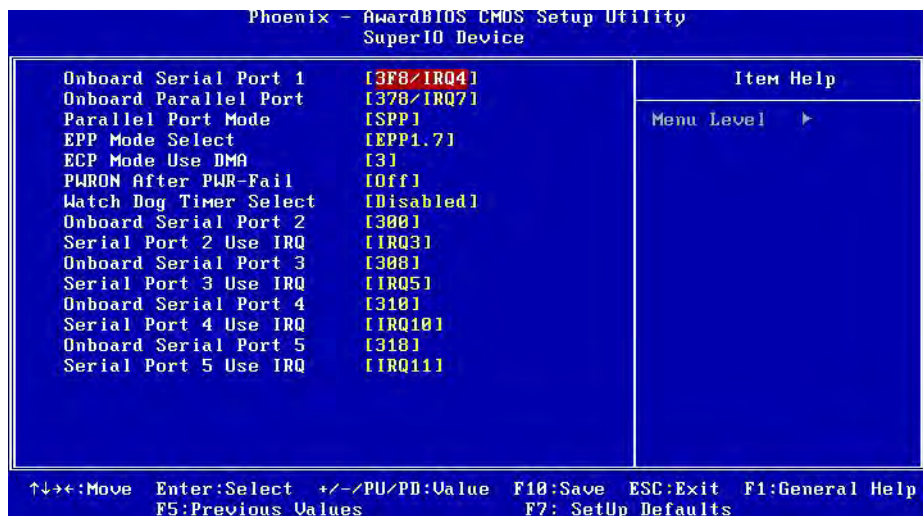 Phoenix - AwardBIOS CMOS Setup Utility
SuperIO Device
Onboard Serial Port 1 [3F8/IRQ4]
Onboard Parallel Port [378/IRQ7]
Parallel Port Mode [SPP]
EPP Mode Select [EPP1.7]
ECP Mode Use DMA [3]
PWRON After PWR-Fail [Off]
Watch Dog Timer Select [Disabled]
Onboard Serial Port 2 [300]
Serial Port 2 Use IRQ [IRQ3]
Onboard Serial Port 3 [308]
Serial Port 3 Use IRQ [IRQ5]
Onboard Serial Port 4 [310]
Serial Port 4 Use IRQ [IRQ10]
Onboard Serial Port 5 [318]
Serial Port 5 Use IRQ [IRQ11]
Item Help
Menu Level ▸
↑↓→←:Move Enter:Select +/-/PU/PD:Value F10:Save ESC:Exit F1:General Help
F5:Previous Values F7: SetUp Defaults